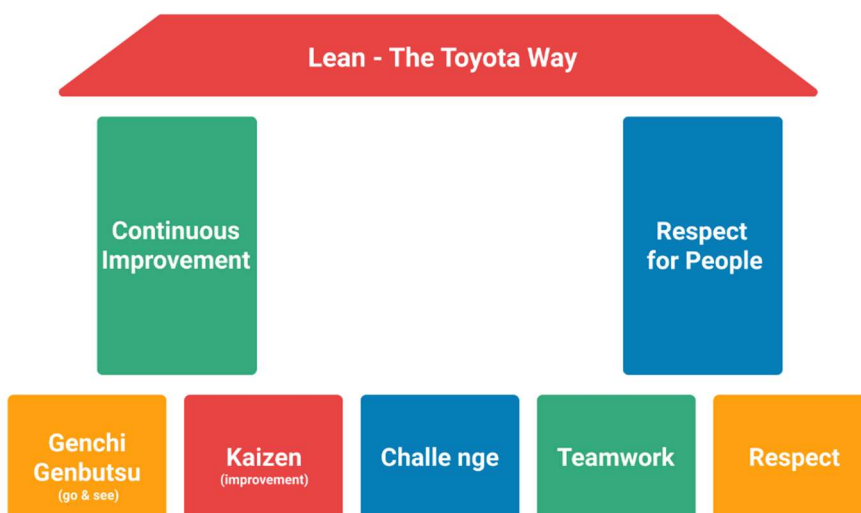 Lean - The Toyota Way
Continuous
Improvement
Respect
for People
Genchi
Genbutsu
(go & see)
Kaizen
(improvement)
Challe nge
Teamwork
Respect